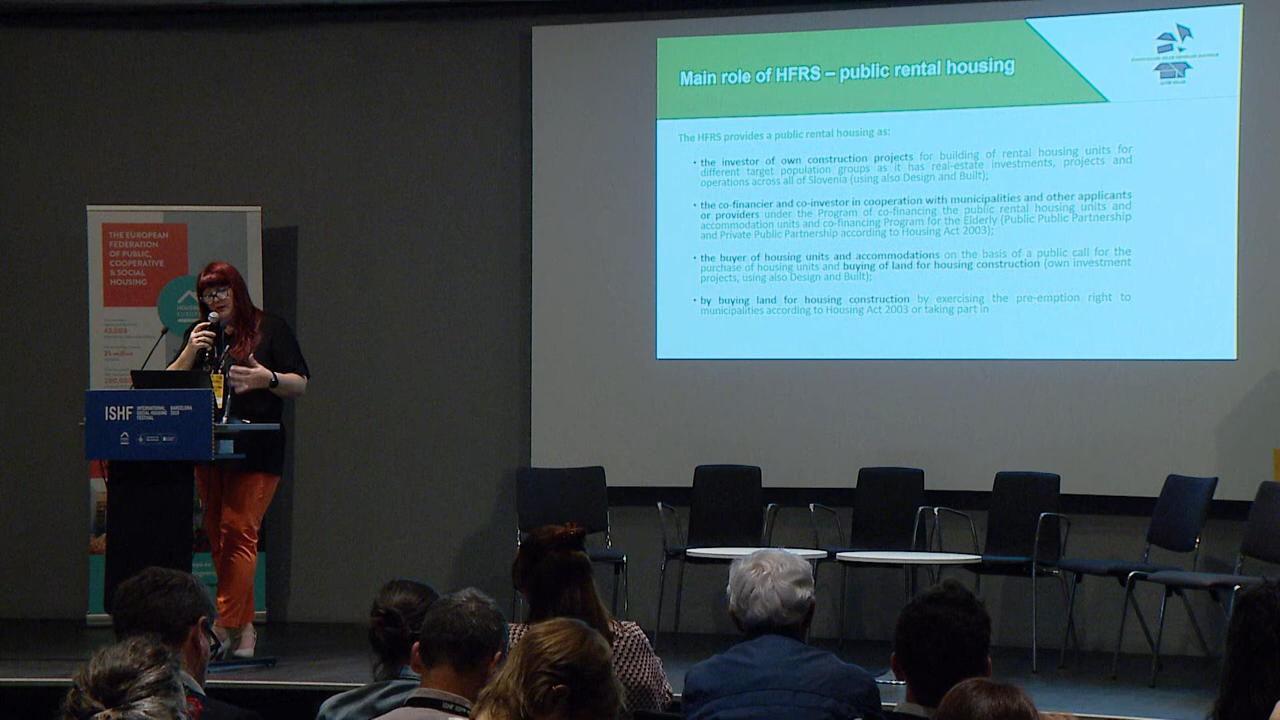 Main role of HFRS – public rental housing
The HFRS provides a public rental housing as:
• the investor of own construction projects for building of rental housing units for
different target population groups as it has real-estate investments, projects and
operations across all of Slovenia (using also Design and Built);
• the co-financier and co-investor in cooperation with municipalities and other applicants
or providers under the Program of co-financing the public rental housing units and
accommodation units and co-financing Program for the Elderly (Public Public Partnership
and Private Public Partnership according to Housing Act 2003);
• the buyer of housing units and accommodations on the basis of a public call for the
purchase of housing units and buying of land for housing construction (own investment
projects, using also Design and Built);
• by buying land for housing construction by exercising the pre-emption right to
municipalities according to Housing Act 2003 or taking part in
THE EUROPEAN
FEDERATION
OF PUBLIC,
COOPERATIVE
& SOCIAL
HOUSING
ISHF
INTERNATIONAL
SOCIAL HOUSING
FESTIVAL
BARCELONA